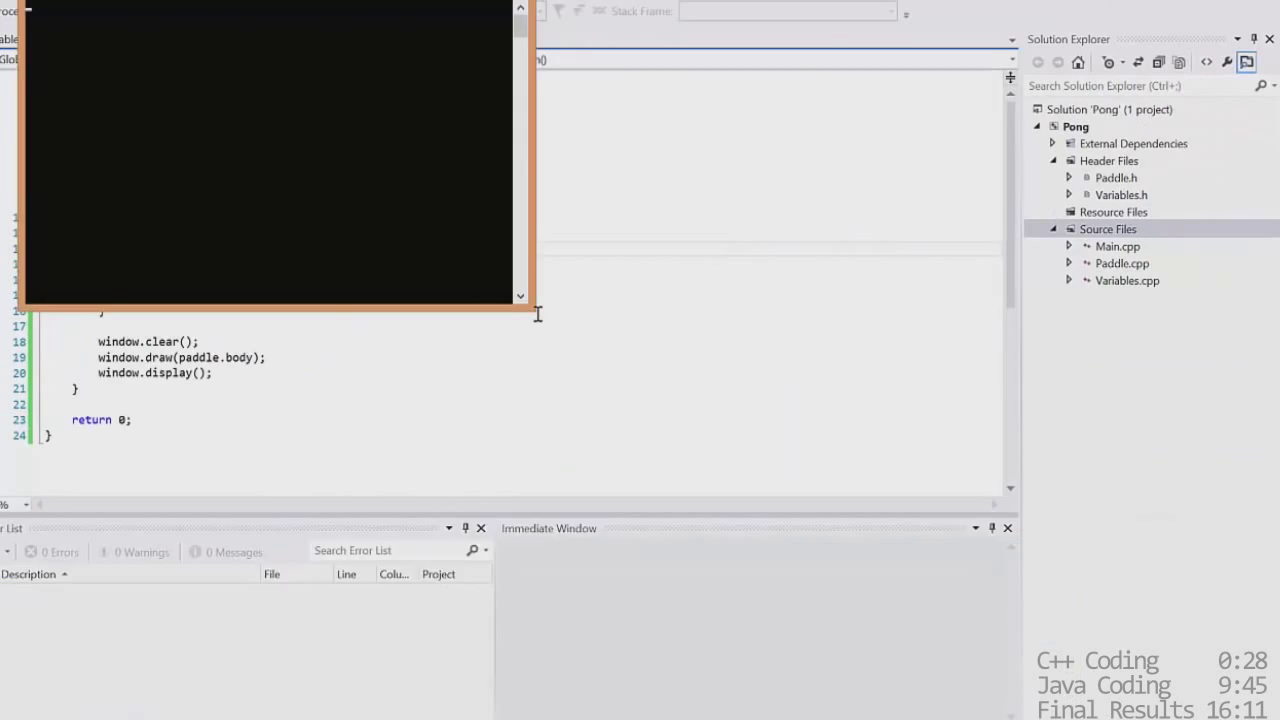 Stack Frame:
Solution Explorer
Search Solution Explorer (Ctrl+;)
Solution 'Pong' (1 project)
Pong
External Dependencies
Header Files
Paddle.h
Variables.h
Resource Files
Source Files
Main.cpp
Paddle.cpp
Variables.cpp
16 }
17
18 window.clear();
19 window.draw(paddle.body);
20 window.display();
21 }
22
23 return 0;
24 }
%
Immediate Window
0 Errors
0 Warnings
0 Messages
Search Error List
Description
File
Line
Colu...
Project
C++ Coding 0:28
Java Coding 9:45
Final Results 16:11